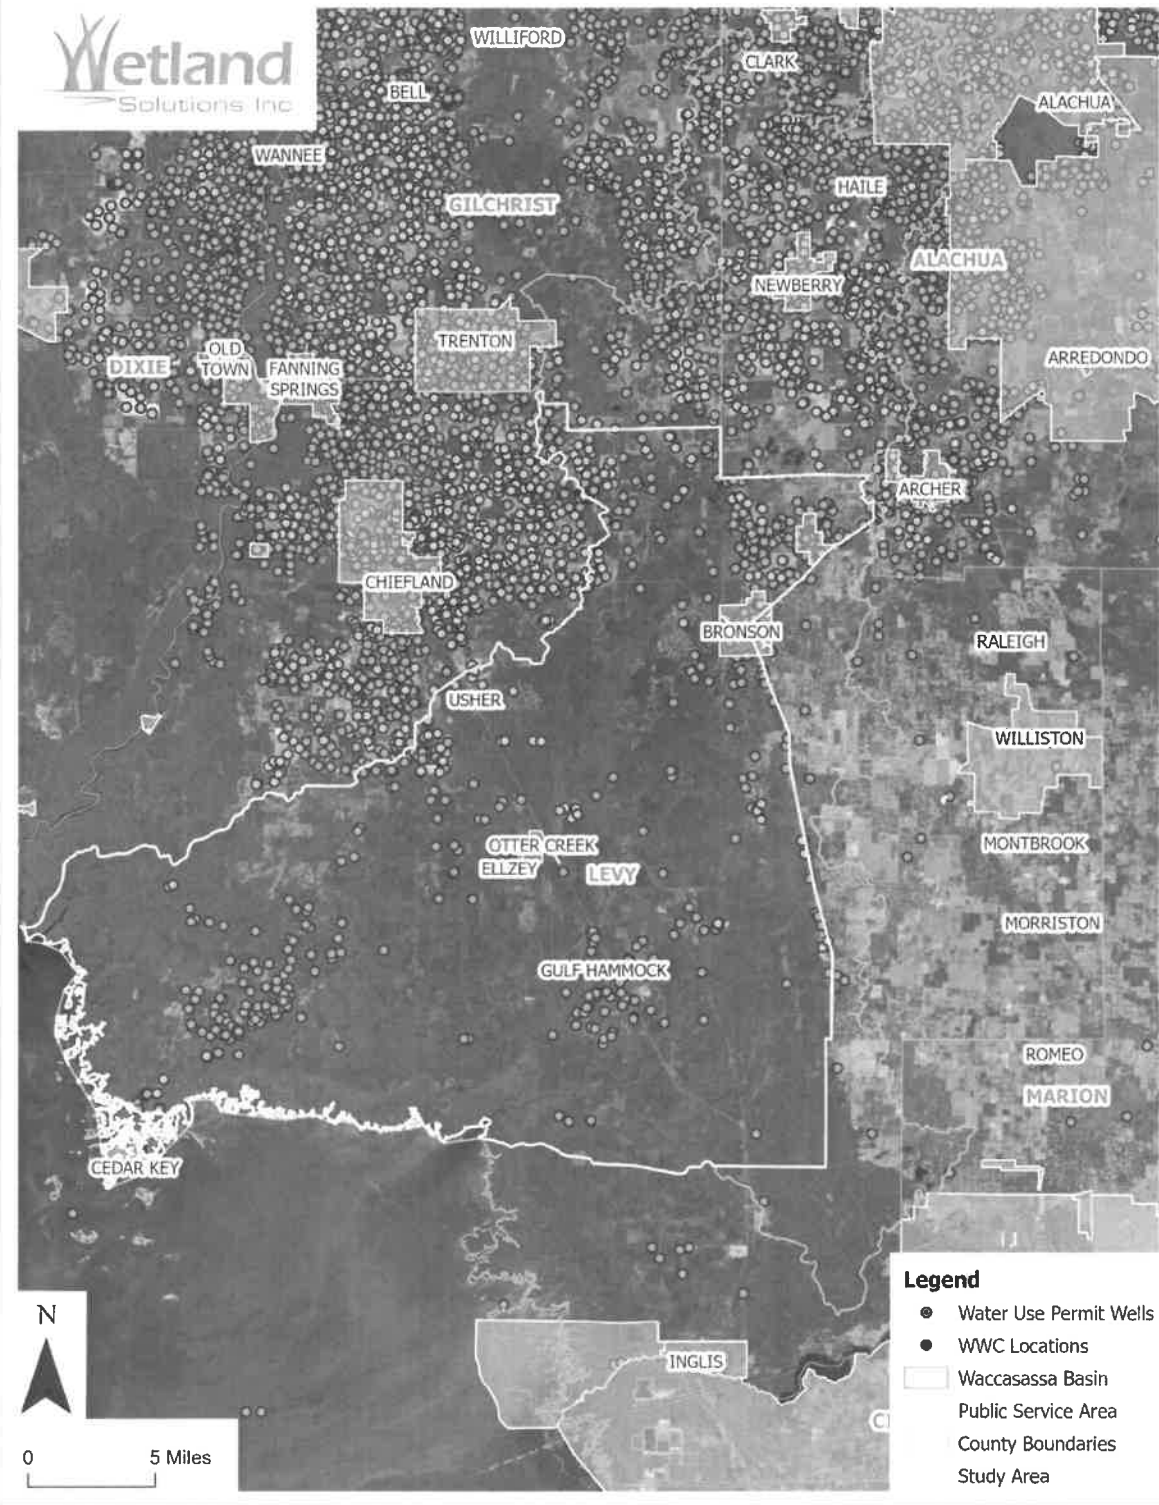 Wetland
Solutions Inc
WILLIFORD
CLARK
BELL
ALACHUA
WANNEE
HAILE
GILCHRIST
ALACHUA
NEWBERRY
TRENTON
OLD
TOWN
DIXIE
FANNING
SPRINGS
ARREDONDO
ARCHER
CHIEFLAND
BRONSON
RALEIGH
USHER
WILLISTON
OTTER CREEK
ELLZEY
LEVY
MONTBROOK
MORRISTON
GULF HAMMOCK
ROMEO
MARION
CEDAR KEY
INGLIS
C
N
0 5 Miles
Legend
Water Use Permit Wells
WWC Locations
Waccasassa Basin
Public Service Area
County Boundaries
Study Area